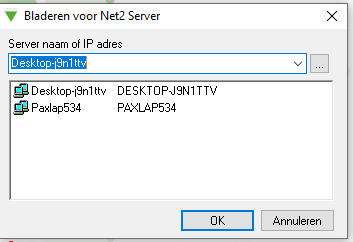 Bladeren voor Net2 Server
Server naam of IP adres
Desktop-j9n1ttv
...
Desktop-j9n1ttv DESKTOP-J9N1TTV
Paxlap534 PAXLAP534
OK Annuleren